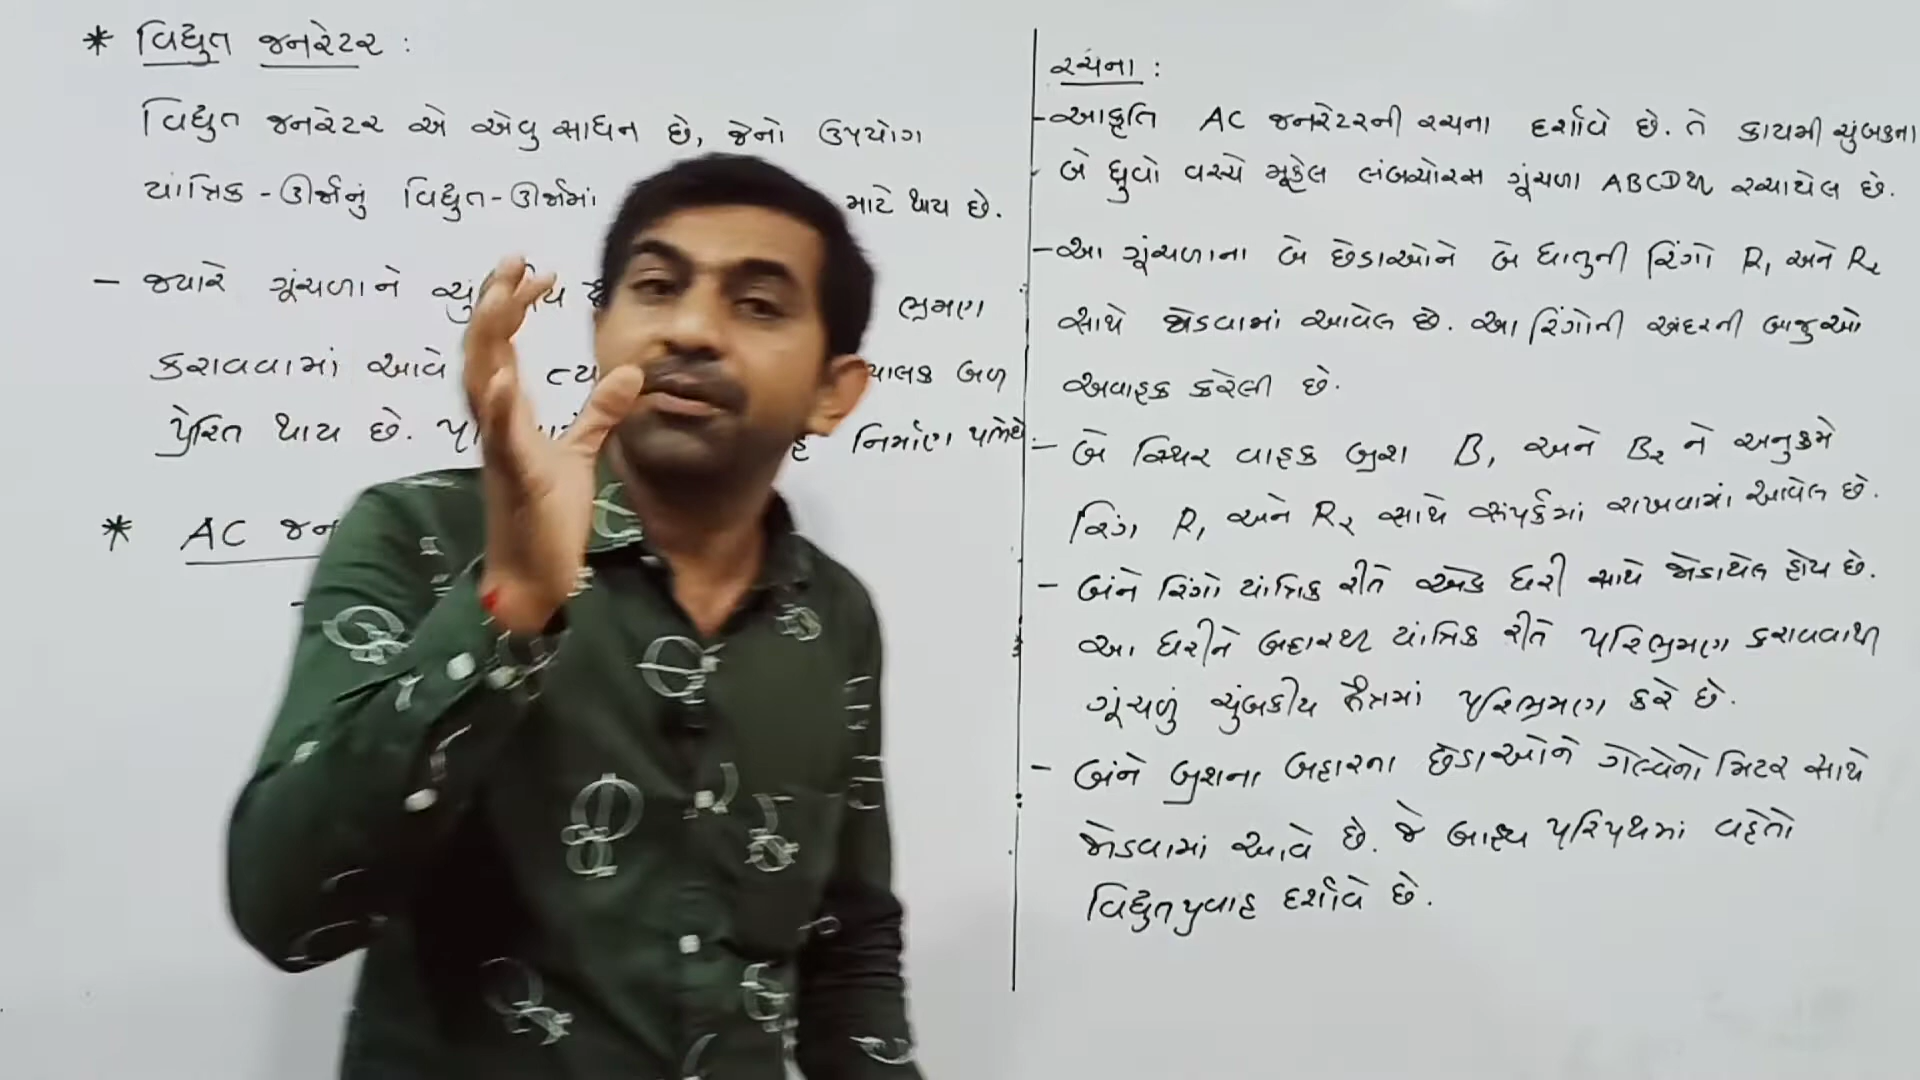 * વિદ્યુત જનરેટર :
વિદ્યુત જનરેટર એ એવુ સાધન છે, જેનો ઉપયોગ
યાંત્રિક - ઊર્જાનું વિદ્યુત - ઊર્જામાં માટે થાય છે.
- જ્યારે ગૂંચળાને ભ્રમણ
કરાવવામાં આવે ચાલક બળ
પ્રેરિત થાય છે. નિર્માણ પામે છે
* AC જન
રચના :
- આકૃતિ AC જનરેટરની રચના દર્શાવે છે. તે કાયમી ચુંબકના
બે ધ્રુવો વચ્ચે મૂકેલ લંબચોરસ ગૂંચળા ABCDથી રચાયેલ છે.
- આ ગૂંચળાના બે છેડાઓને બે ધાતુની રિંગો R₁ અને R₂
સાથે જોડવામાં આવેલ છે. આ રિંગોની અંદરની બાજુઓ
અવાહક કરેલી છે.
- બે સ્થિર વાહક બ્રશ B₁ અને B₂ ને અનુક્રમે
રિંગ R₁ અને R₂ સાથે સંપર્કમાં રાખવામાં આવેલ છે.
- બંને રિંગો યાંત્રિક રીતે એક ધરી સાથે જોડાયેલ હોય છે.
આ ધરીને બહારથી યાંત્રિક રીતે પરિભ્રમણ કરાવવાથી
ગૂંચળું ચુંબકીય ક્ષેત્રમાં પરિભ્રમણ કરે છે.
- બંને બ્રશના બહારના છેડાઓને ગેલ્વેનોમિટર સાથે
જોડવામાં આવે છે. જે બાહ્ય પરિપથમાં વહેતો
વિદ્યુતપ્રવાહ દર્શાવે છે.